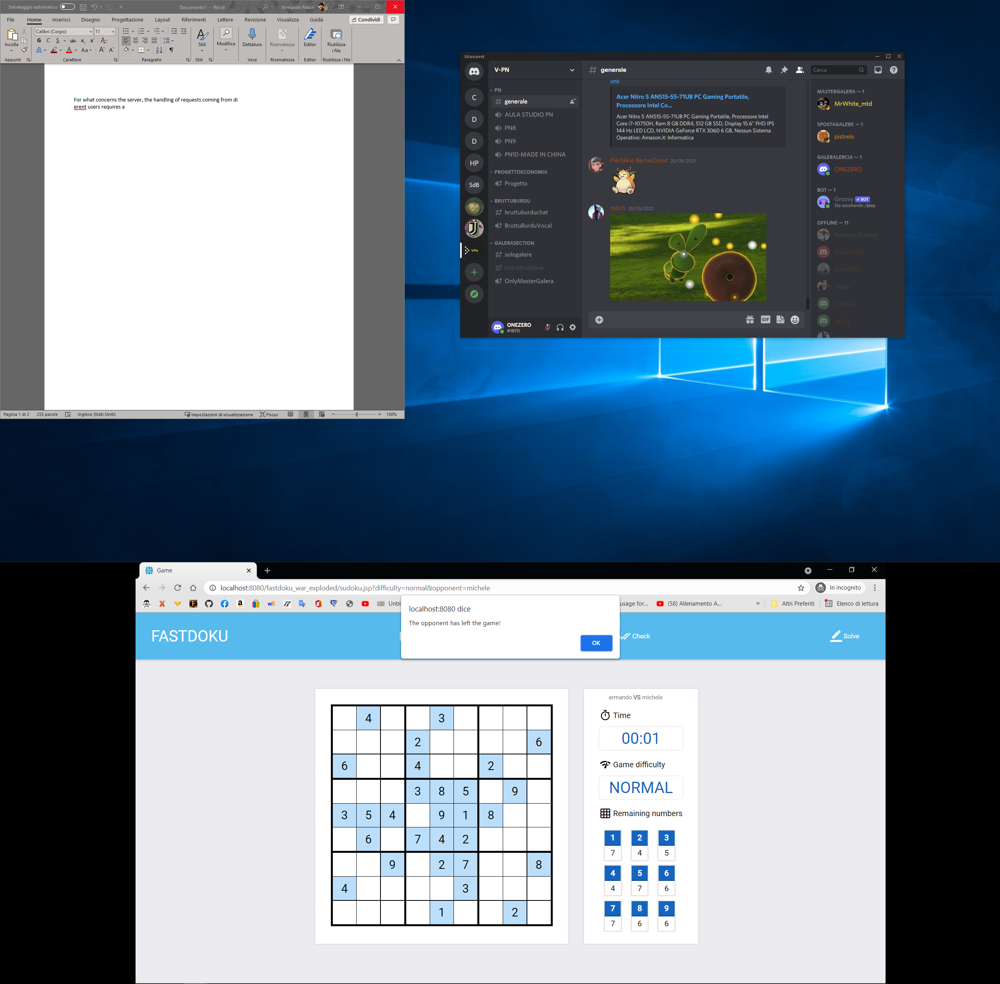 Salvataggio automatico
Documento1 - Word
Armando Macrì
File Home Inserisci Disegno Progettazione Layout Riferimenti Lettere Revisione Visualizza Guida
Condividi
Incolla
Calibri (Corpo) 11
G C S ab x₂ x²
A A Aa A A
Stili
Modifica
Dettatura
Riservatezza
Editor
Riutilizza
i file
Appunti Carattere Paragrafo Stili Voce Riservatezza Editor Riutilizza i file
For what concerns the server, the handling of requests coming from di
erent users requires a
Pagina 1 di 2 255 parole Inglese (Stati Uniti) Impostazioni di visualizzazione Focus 100%
Discord
C
D
D
HP
SdB
VPN
V-PN
PN
generale
AULA STUDIO PN
PN8
PN9
PN10-MADE IN CHINA
PROGETTOECONOMIA
Progetto
BRUTTUBURDU
bruttuburduchat
BruttuBurduVocal
GALERASECTION
sologalere
bot-istructions
OnlyMasterGalera
ONEZERO
#1870
# generale
Cerca
unk
Acer Nitro 5 AN515-55-71UB PC Gaming Portatile,
Processore Intel Co...
Acer Nitro 5 AN515-55-71UB PC Gaming Portatile, Processore Intel
Core i7-10750H, Ram 8 GB DDR4, 512 GB SSD, Display 15.6" FHD IPS
144 Hz LED LCD, NVIDIA GeForce RTX 3060 6 GB, Nessun Sistema
Operativo: Amazon.it: Informatica
PierSilvio BerlusCovid 20/05/2021
mitch 20/05/2021
GIF
MASTERGALERA — 1
MrWhite_mtd
SPOSTAGALERE — 1
pistrelo
GALERALERCIA — 1
ONEZERO
BOT — 1
Groovy BOT
Sta ascoltando /play
OFFLINE — 11
Antonyo Kasano
Diemme24
GruNiA96
Liccio
marty
Game
localhost:8080/fastdoku_war_exploded/sudoku.jsp?difficulty=normal&opponent=michele
In incognito
Unbl
usage for...
(58) Allenamento A...
»
Altri Preferiti
Elenco di lettura
localhost:8080 dice
The opponent has left the game!
OK
FASTDOKU
Check
Solve
4 3
2 6
6 4 2
3 8 5 9
3 5 4 9 1 8
6 7 4 2
9 2 7 8
4 3
1 2
armando VS michele
Time
00:01
Game difficulty
NORMAL
Remaining numbers
1 2 3
7 4 5
4 5 6
4 7 6
7 8 9
7 6 6